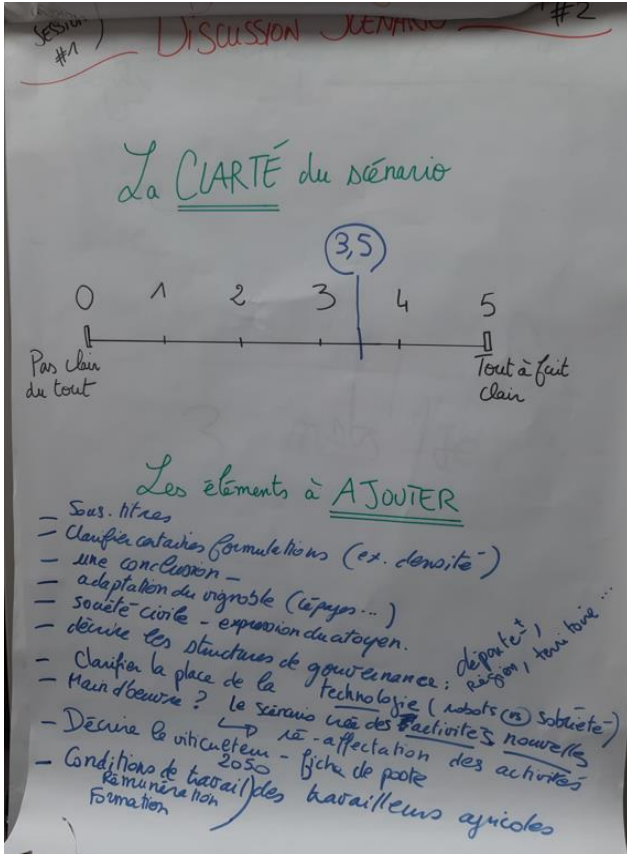 SESSION #1
DISCUSSION SCÉNARIO
#2
La CLARTÉ du scénario
3,5
0 1 2 3 4 5
Pas clair du tout
Tout à fait clair
Les éléments à AJOUTER
- Sous-titres
- Clarifier certaines formulations (ex. densité)
- une conclusion -
- adaptation du vignoble (cépages...)
- société civile - expression du citoyen.
- décrire les structures de gouvernance : départemt, Région, territoire...
- Clarifier la place de la technologie (robots vs sobriété)
- Main d'œuvre ? Le scénario crée des activités nouvelles
↳ ré-affectation des activités
- Décrire le viticulteur 2050 - fiche de poste
- Conditions de travail
Rémunération
Formation
) des travailleurs agricoles